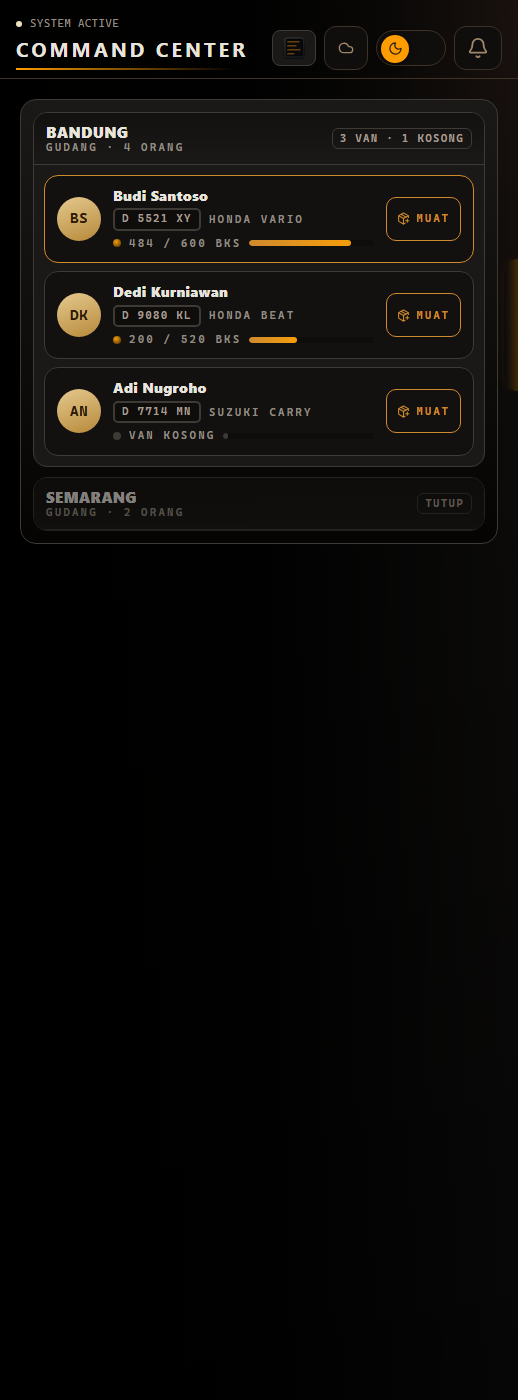 SYSTEM ACTIVE
COMMAND CENTER
BANDUNG
GUDANG · 4 ORANG
3 VAN · 1 KOSONG
BS
Budi Santoso
D 5521 XY HONDA VARIO
484 / 600 BKS
MUAT
DK
Dedi Kurniawan
D 9080 KL HONDA BEAT
200 / 520 BKS
MUAT
AN
Adi Nugroho
D 7714 MN SUZUKI CARRY
VAN KOSONG
MUAT
SEMARANG
GUDANG · 2 ORANG
TUTUP